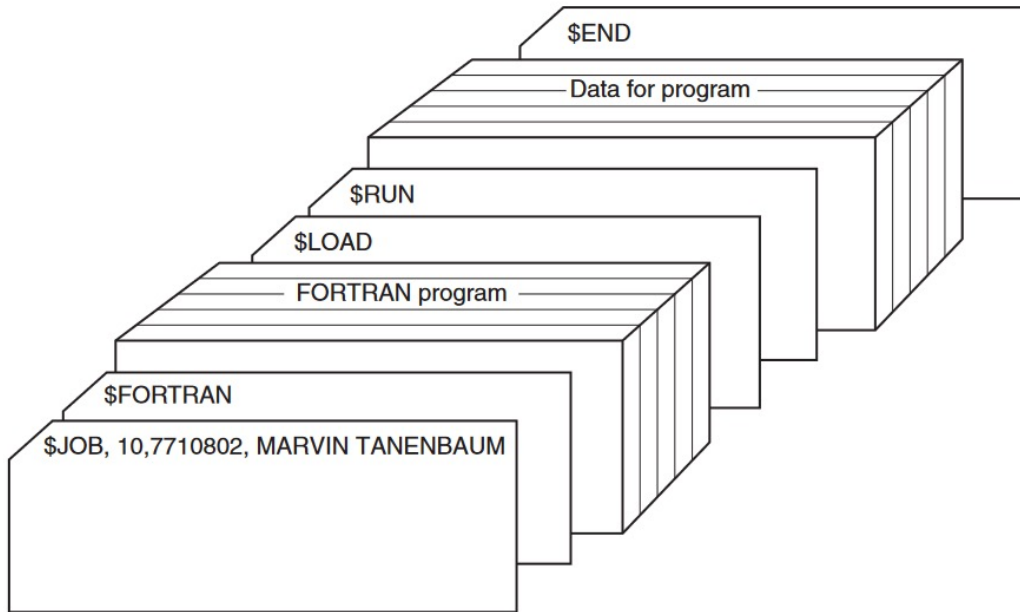 $END
Data for program
$RUN
$LOAD
FORTRAN program
$FORTRAN
$JOB, 10,7710802, MARVIN TANENBAUM